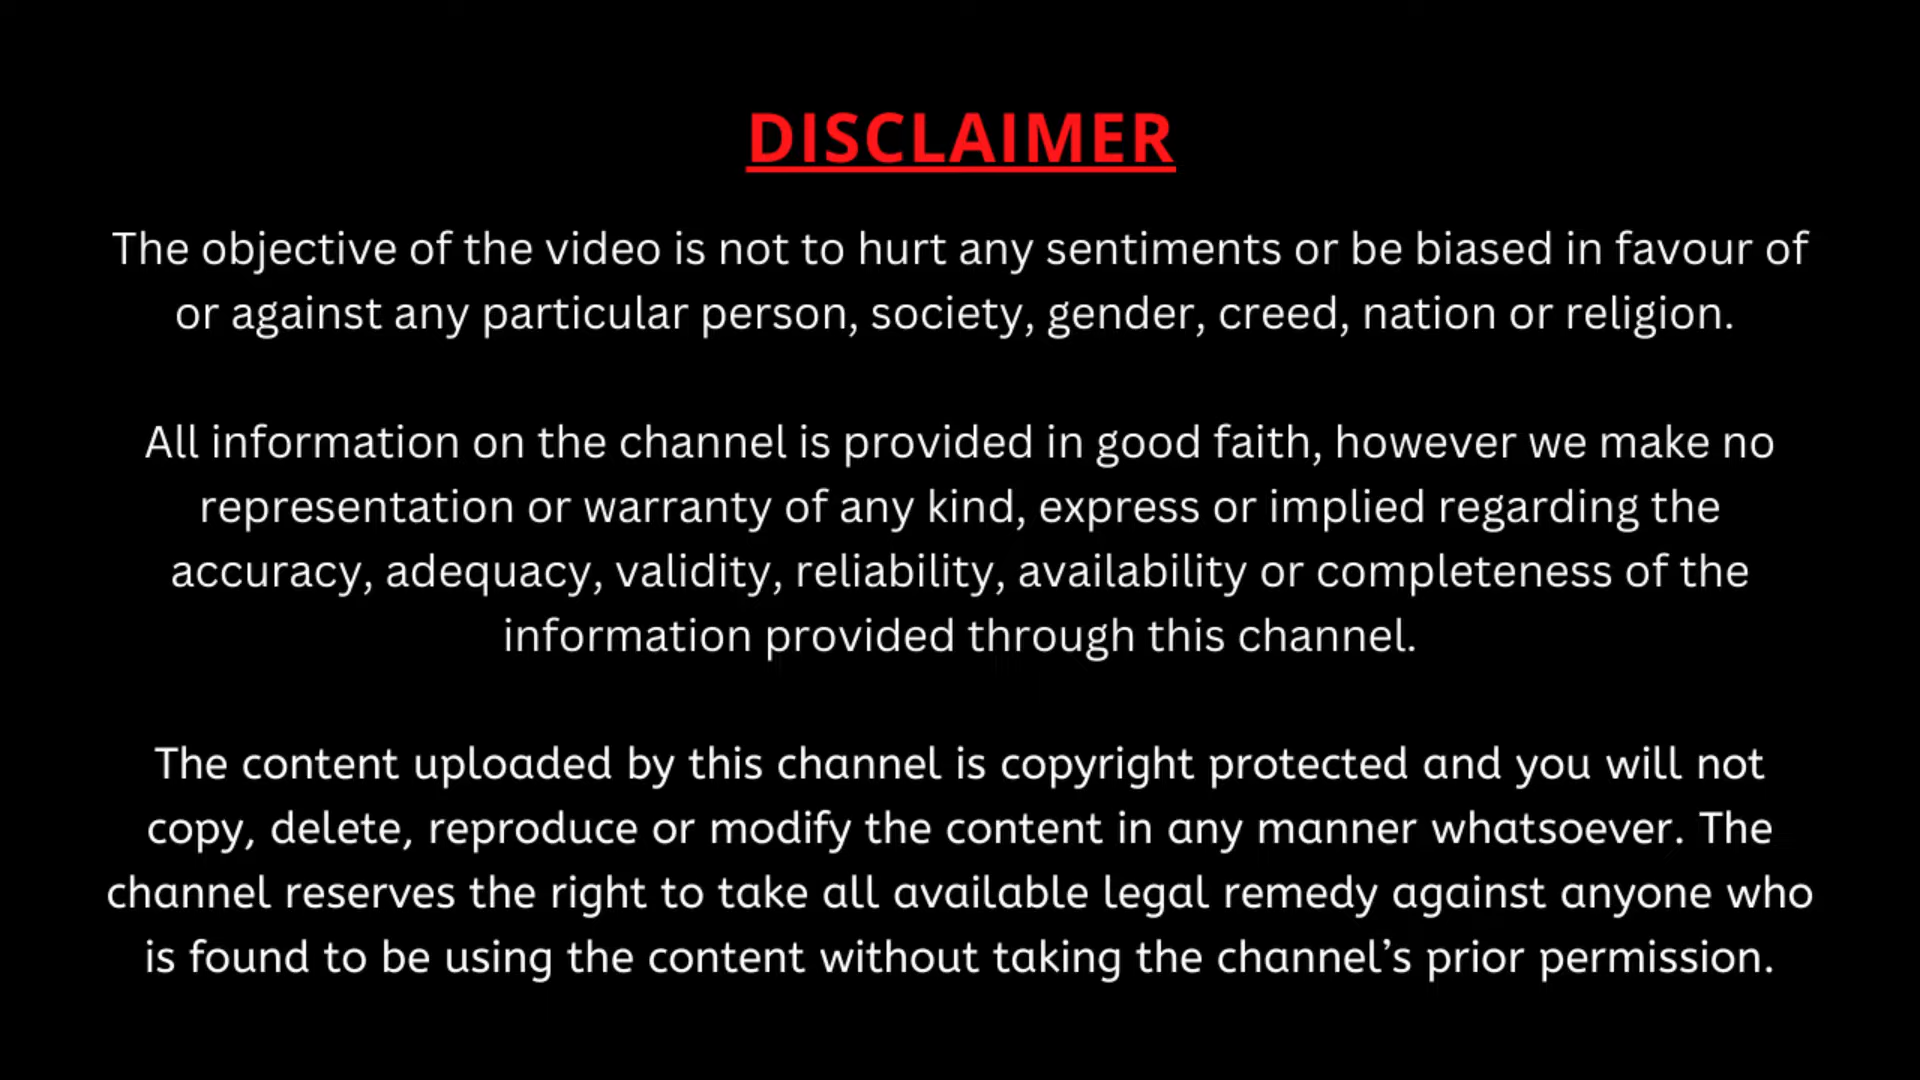 DISCLAIMER
The objective of the video is not to hurt any sentiments or be biased in favour of
or against any particular person, society, gender, creed, nation or religion.
All information on the channel is provided in good faith, however we make no
representation or warranty of any kind, express or implied regarding the
accuracy, adequacy, validity, reliability, availability or completeness of the
information provided through this channel.
The content uploaded by this channel is copyright protected and you will not
copy, delete, reproduce or modify the content in any manner whatsoever. The
channel reserves the right to take all available legal remedy against anyone who
is found to be using the content without taking the channel’s prior permission.